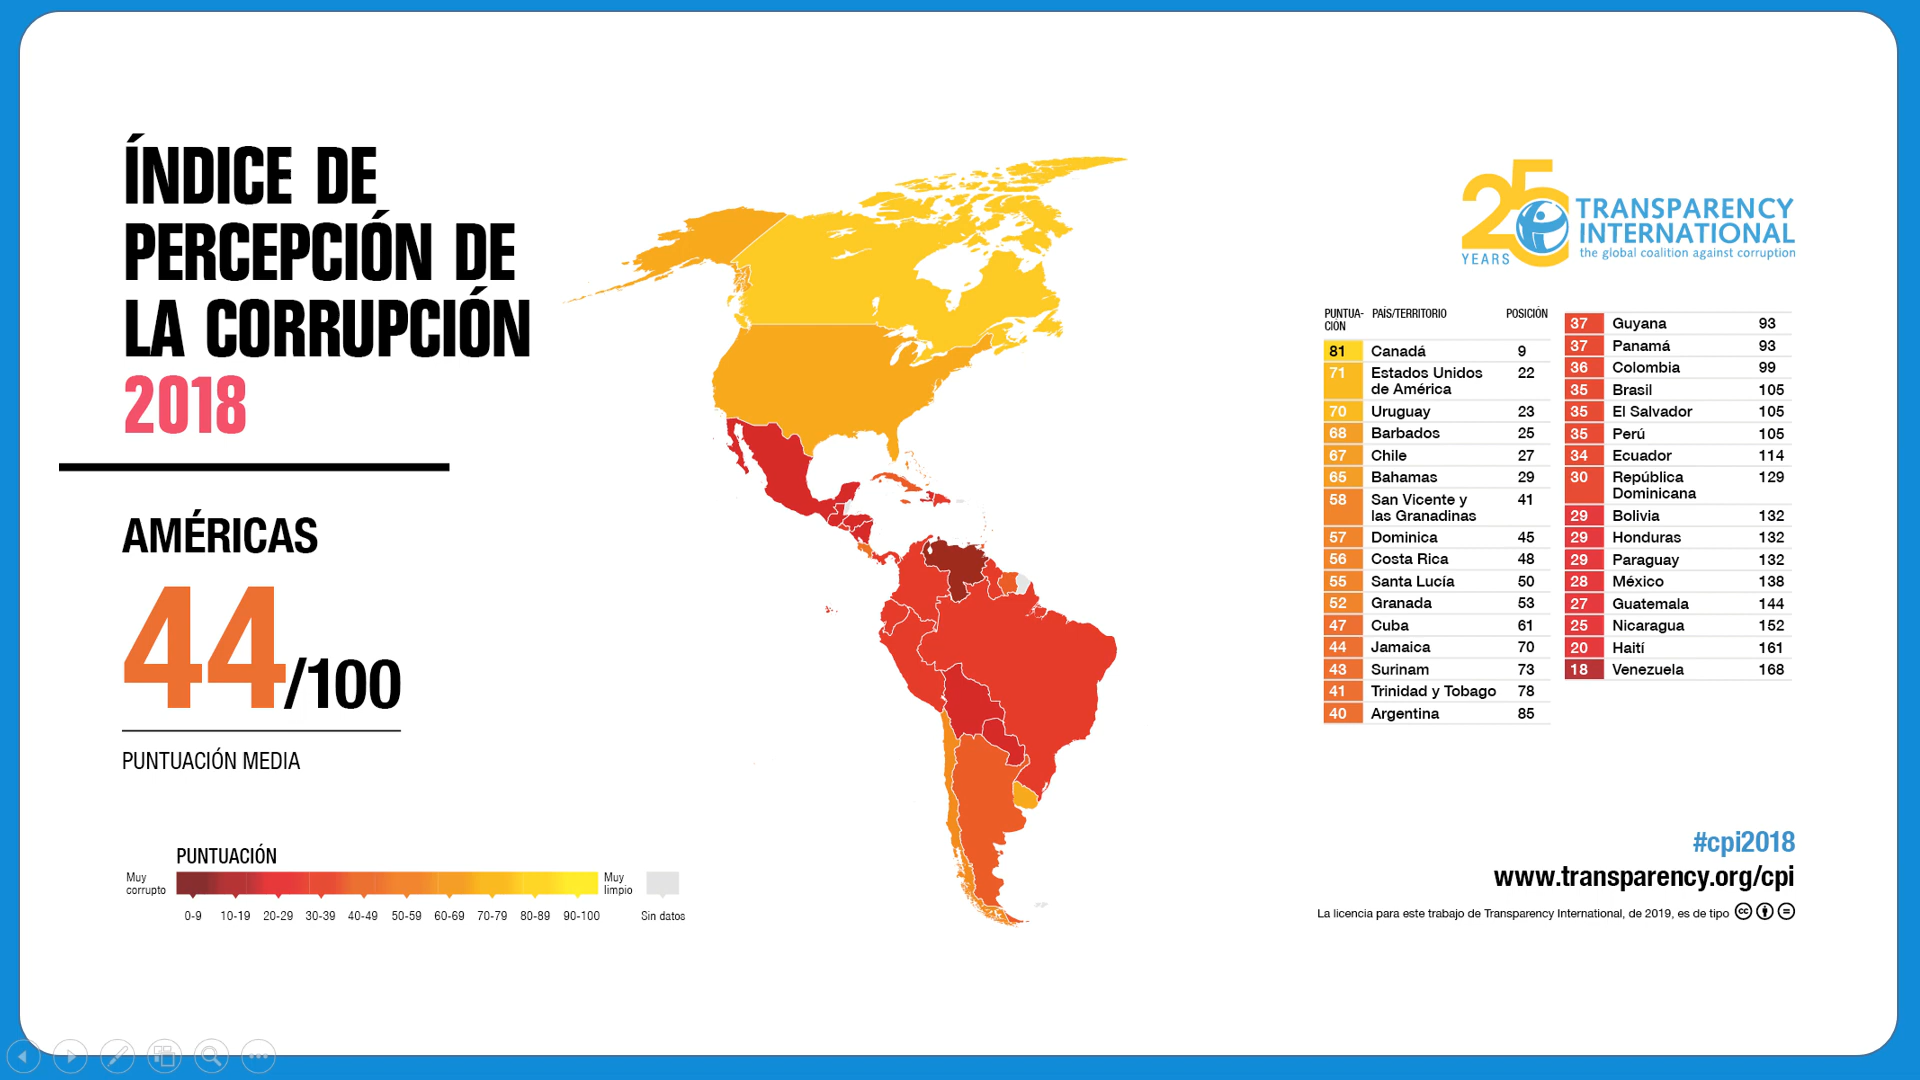 ÍNDICE DE
PERCEPCIÓN DE
LA CORRUPCIÓN
2018
AMÉRICAS
44/100
PUNTUACIÓN MEDIA
PUNTUACIÓN
Muy
corrupto
Muy
limpio
0-9 10-19 20-29 30-39 40-49 50-59 60-69 70-79 80-89 90-100 Sin datos
25
YEARS
TRANSPARENCY
INTERNATIONAL
the global coalition against corruption
PUNTUA-
CIÓN
PAÍS/TERRITORIO POSICIÓN
81 Canadá 9
71 Estados Unidos
de América 22
70 Uruguay 23
68 Barbados 25
67 Chile 27
65 Bahamas 29
58 San Vicente y
las Granadinas 41
57 Dominica 45
56 Costa Rica 48
55 Santa Lucía 50
52 Granada 53
47 Cuba 61
44 Jamaica 70
43 Surinam 73
41 Trinidad y Tobago 78
40 Argentina 85
37 Guyana 93
37 Panamá 93
36 Colombia 99
35 Brasil 105
35 El Salvador 105
35 Perú 105
34 Ecuador 114
30 República
Dominicana 129
29 Bolivia 132
29 Honduras 132
29 Paraguay 132
28 México 138
27 Guatemala 144
25 Nicaragua 152
20 Haití 161
18 Venezuela 168
#cpi2018
www.transparency.org/cpi
La licencia para este trabajo de Transparency International, de 2019, es de tipo cc